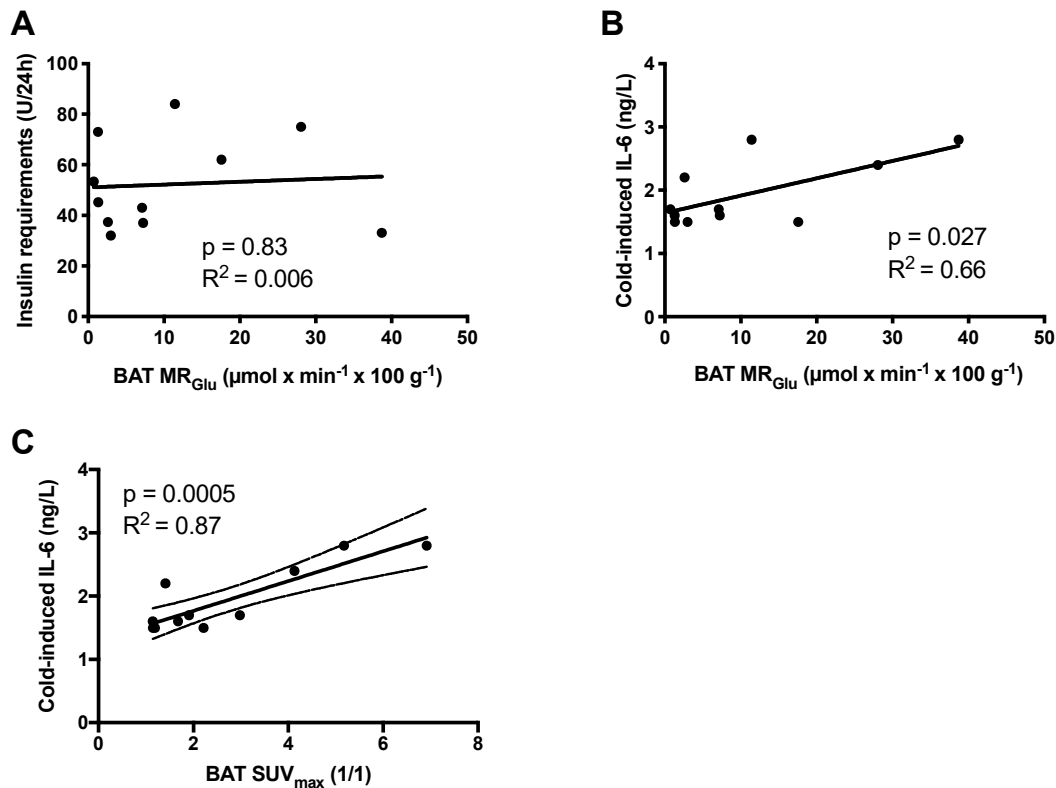 A
Insulin requirements (U/24h)
100
80
60
40
20
0
p = 0.83
R² = 0.006
0 10 20 30 40 50
BAT MR_Glu (µmol x min⁻¹ x 100 g⁻¹)
B
Cold-induced IL-6 (ng/L)
4
3
2
1
0
p = 0.027
R² = 0.66
0 10 20 30 40 50
BAT MR_Glu (µmol x min⁻¹ x 100 g⁻¹)
C
Cold-induced IL-6 (ng/L)
4
3
2
1
0
p = 0.0005
R² = 0.87
0 2 4 6 8
BAT SUV_max (1/1)